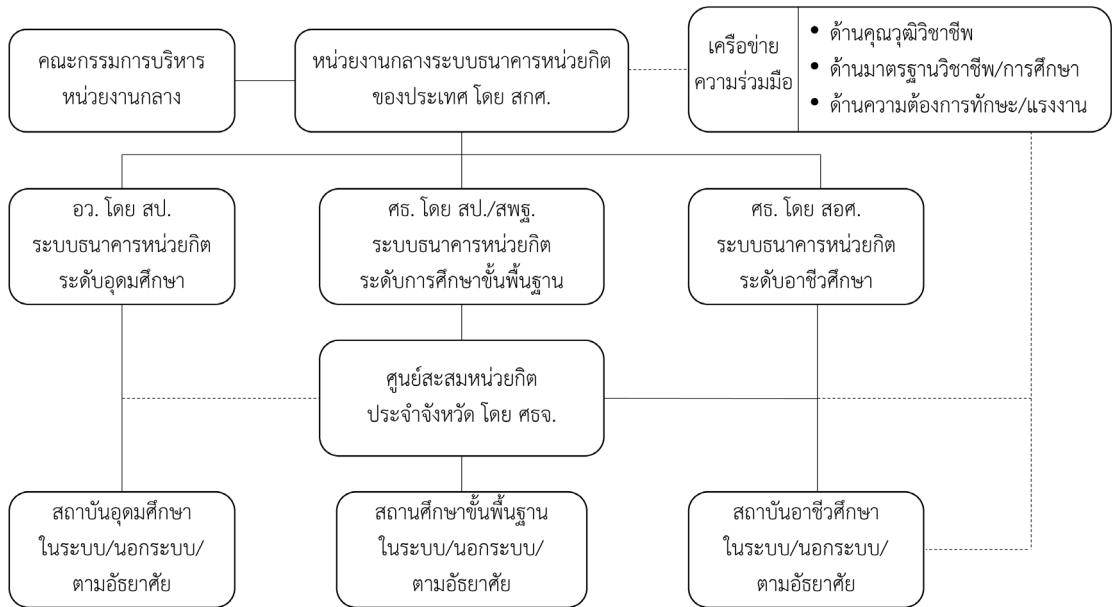 คณะกรรมการบริหาร
หน่วยงานกลาง
หน่วยงานกลางระบบธนาคารหน่วยกิต
ของประเทศ โดย สกศ.
เครือข่าย
ความร่วมมือ
• ด้านคุณวุฒิวิชาชีพ
• ด้านมาตรฐานวิชาชีพ/การศึกษา
• ด้านความต้องการทักษะ/แรงงาน
อว. โดย สป.
ระบบธนาคารหน่วยกิต
ระดับอุดมศึกษา
ศธ. โดย สป./สพฐ.
ระบบธนาคารหน่วยกิต
ระดับการศึกษาขั้นพื้นฐาน
ศธ. โดย สอศ.
ระบบธนาคารหน่วยกิต
ระดับอาชีวศึกษา
ศูนย์สะสมหน่วยกิต
ประจำจังหวัด โดย ศธจ.
สถาบันอุดมศึกษา
ในระบบ/นอกระบบ/
ตามอัธยาศัย
สถานศึกษาขั้นพื้นฐาน
ในระบบ/นอกระบบ/
ตามอัธยาศัย
สถาบันอาชีวศึกษา
ในระบบ/นอกระบบ/
ตามอัธยาศัย